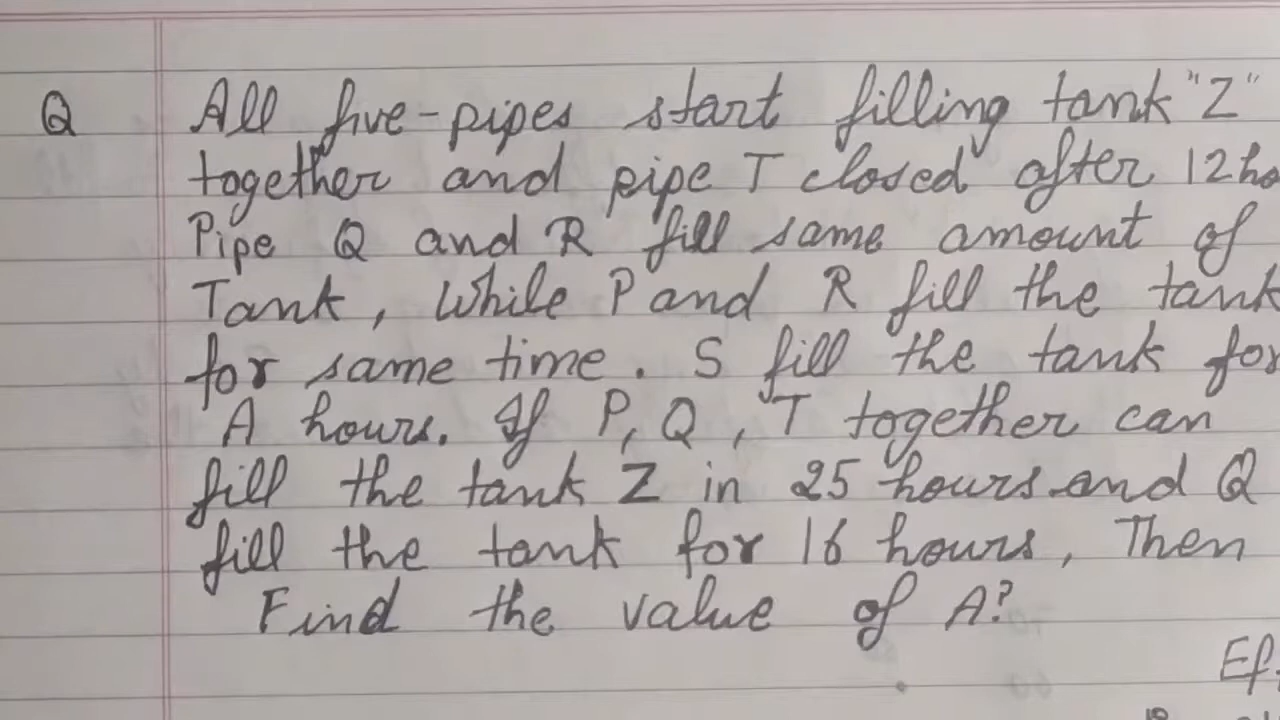 Q All five-pipes start filling tank "Z"
together and pipe T closed after 12 ho
Pipe Q and R fill same amount of
Tank, While P and R fill the tank
for same time. S fill the tank for
A hours. If P, Q, T together can
fill the tank Z in 25 hours and Q
fill the tank for 16 hours, Then
Find the value of A?
Ef